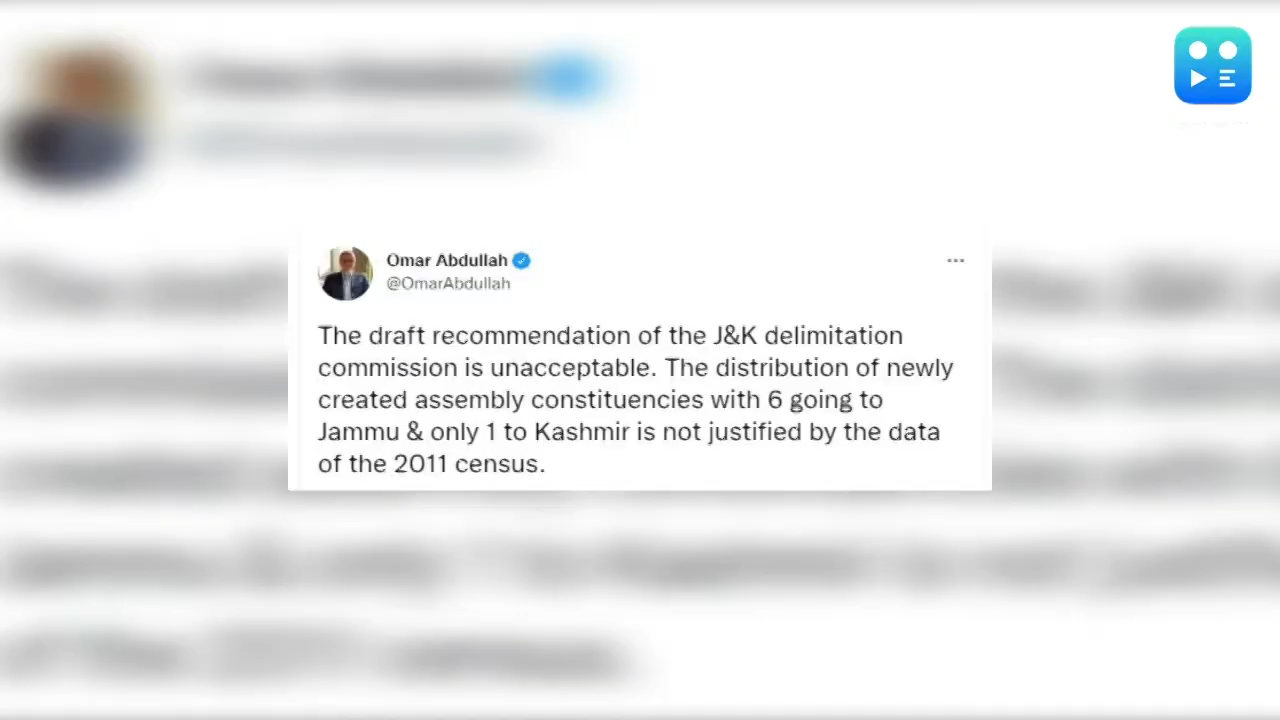 Omar Abdullah
@OmarAbdullah
The draft recommendation of the J&K delimitation
commission is unacceptable. The distribution of newly
created assembly constituencies with 6 going to
Jammu & only 1 to Kashmir is not justified by the data
of the 2011 census.